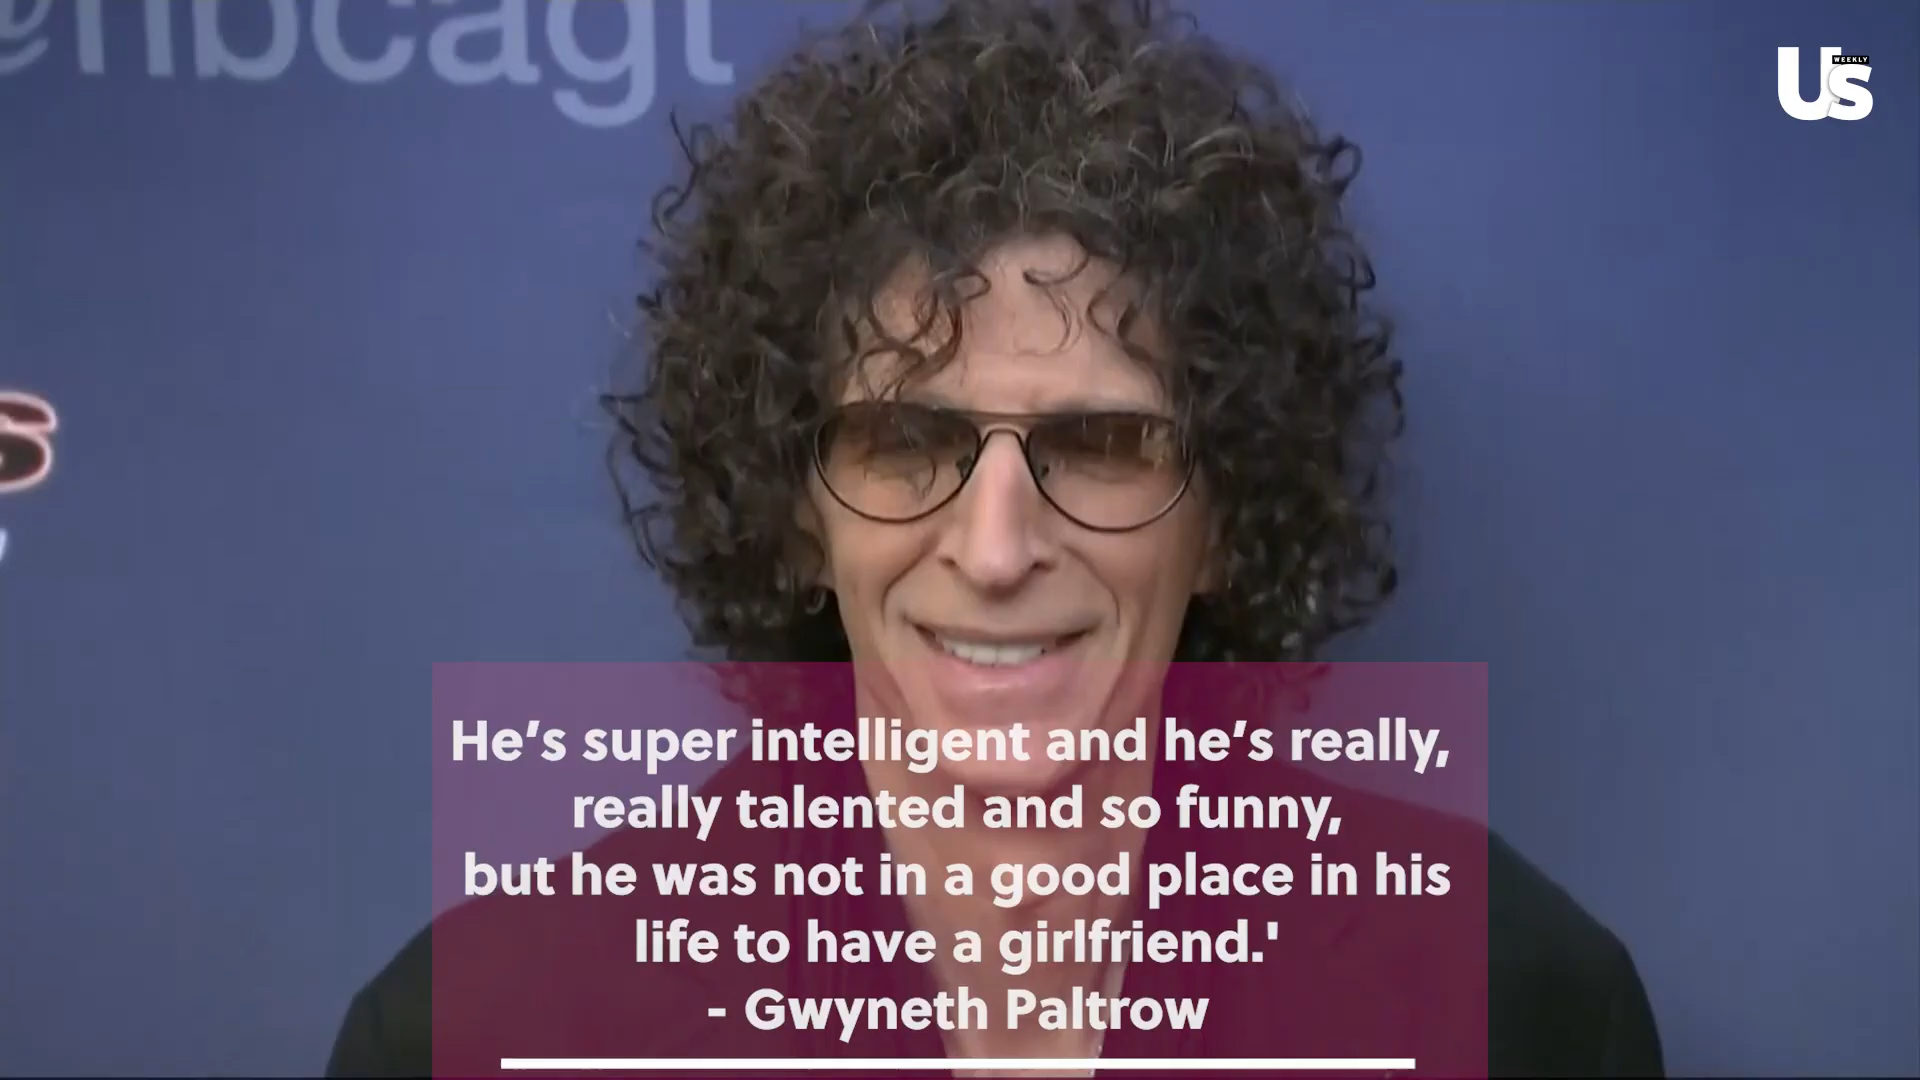 @nbcagt
Us
WEEKLY
S
He's super intelligent and he's really,
really talented and so funny,
but he was not in a good place in his
life to have a girlfriend.'
- Gwyneth Paltrow